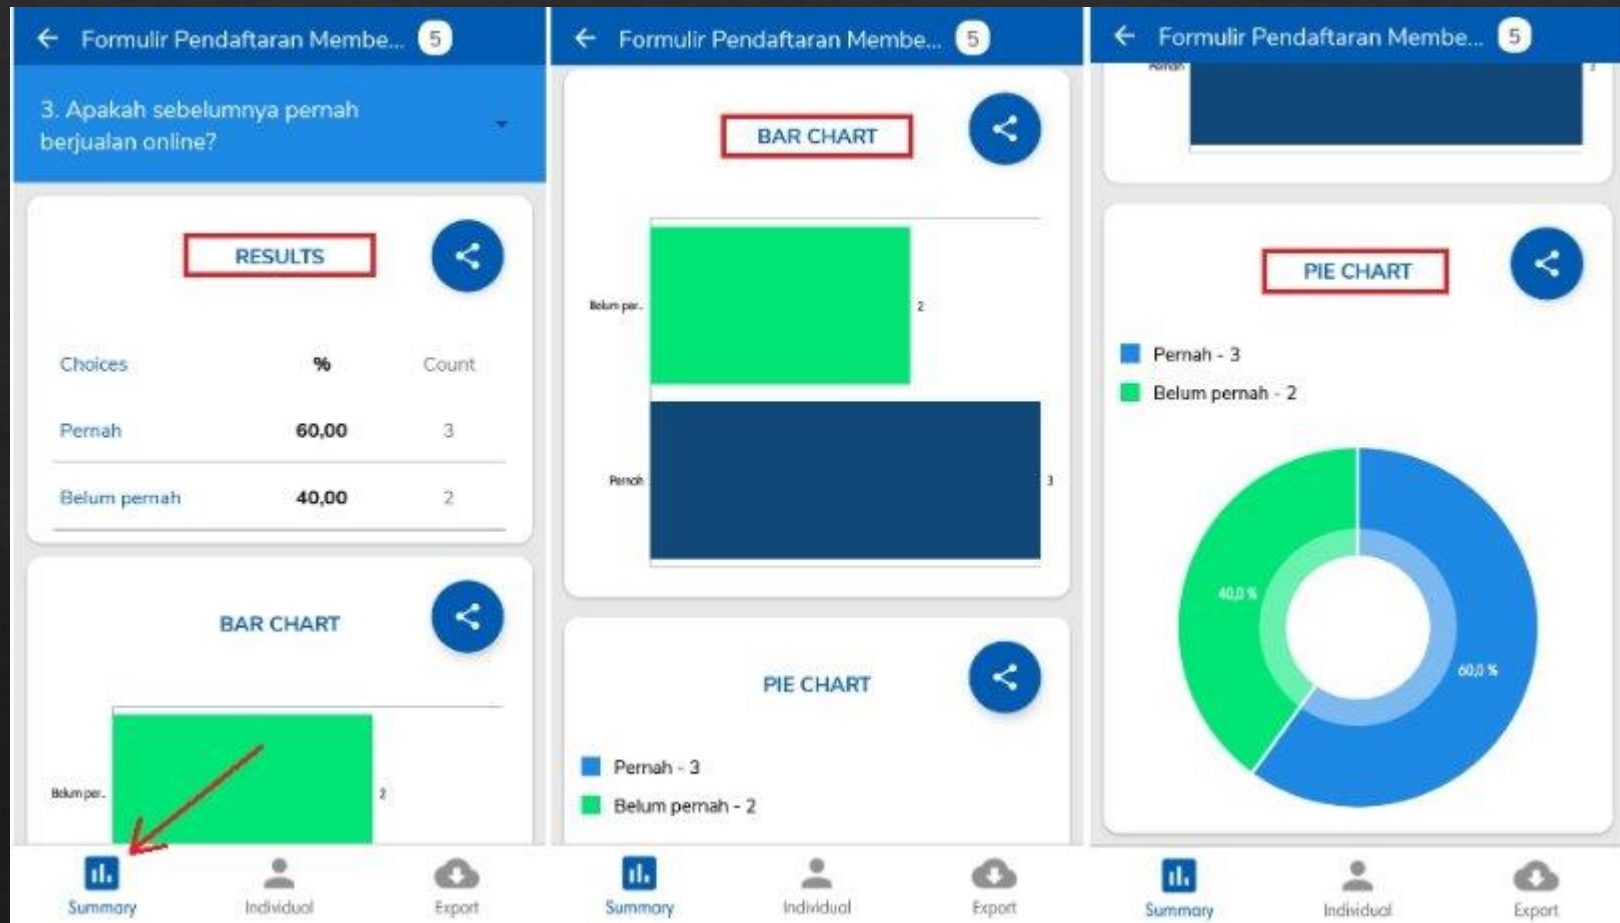 Formulir Pendaftaran Membe... 5
3. Apakah sebelumnya pernah
berjualan online?
RESULTS
Choices % Count
Pernah 60,00 3
Belum pernah 40,00 2
BAR CHART
Belum per.. 2
Summary Individual Export
Formulir Pendaftaran Membe... 5
BAR CHART
Belum per.. 2
Pernah 3
PIE CHART
Pernah - 3
Belum pernah - 2
Summary Individual Export
Formulir Pendaftaran Membe... 5
Pernah 3
PIE CHART
Pernah - 3
Belum pernah - 2
40,0 %
60,0 %
Summary Individual Export